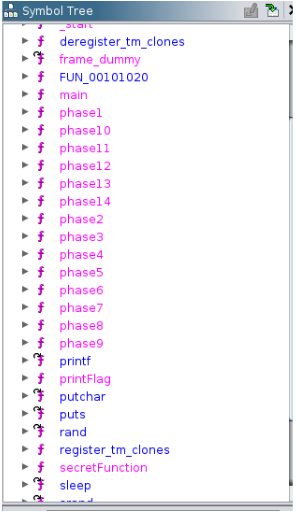 Symbol Tree
_start
deregister_tm_clones
frame_dummy
FUN_00101020
main
phase1
phase10
phase11
phase12
phase13
phase14
phase2
phase3
phase4
phase5
phase6
phase7
phase8
phase9
printf
printFlag
putchar
puts
rand
register_tm_clones
secretFunction
sleep
srand